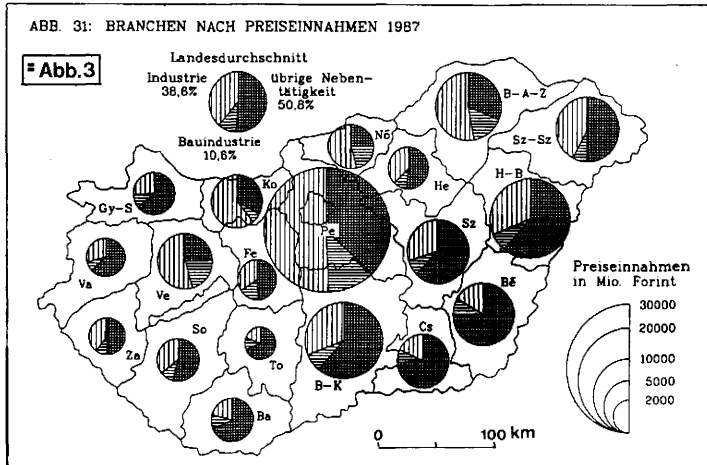 ABB. 31: BRANCHEN NACH PREISEINNAHMEN 1987
Landesdurchschnitt
= Abb.3
Industrie
38,6%
übrige Neben-
tätigkeit
50,8%
Bauindustrie
10,6%
B-A-Z
Sz-Sz
Nó
He
H-B
Ko
Gy-S
Pe
Sz
Va
Ve
Fe
Bé
Za
So
To
B-K
Cs
Ba
Preiseinnahmen
in Mio. Forint
30000
20000
10000
5000
2000
0 100 km